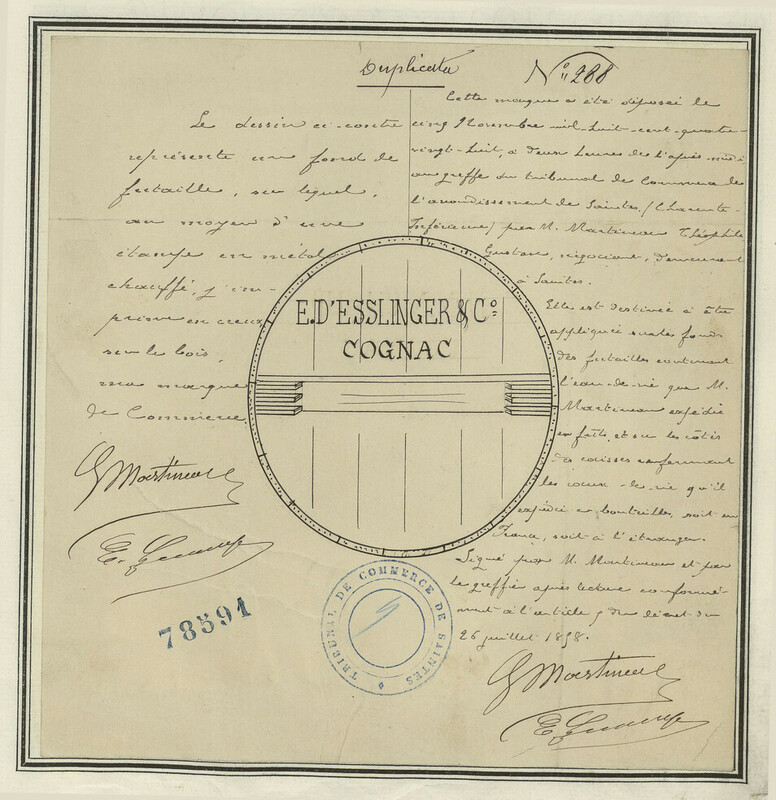 Duplicata
N° 288
Le dessin ci-contre
représente un fond de
futaille, sur lequel,
au moyen d'une
étampe en métal
chauffé, j'im-
prime en creux
sur le bois,
ma marque
de Commerce.
G Martineau
Cette marque a été déposée le
cinq Novembre mil-huit-cent-quatre-
vingt-huit, à deux heures de l'après midi
au greffe du tribunal de Commerce de
l'arrondissement de Saintes, (Charente-
Inférieure) par M. Martineau Théophile
Gustave, négociant, demeurant
à Saintes.
Elle est destinée à être
appliquée sur les fonds
des futailles contenant
l'eau-de-vie que M.
Martineau expédie
en fûts, et sur les côtés
des caisses renfermant
les eaux-de-vie qu'il
expédie en bouteilles, soit en
France, soit à l'étranger.
Signé par M. Martineau et par
le greffier après lecture conformé-
ment à l'article 5 du décret du
26 juillet 1858.
G Martineau
E. D'ESSLINGER & Co
COGNAC
TRIBUNAL DE COMMERCE DE SAINTES
78591